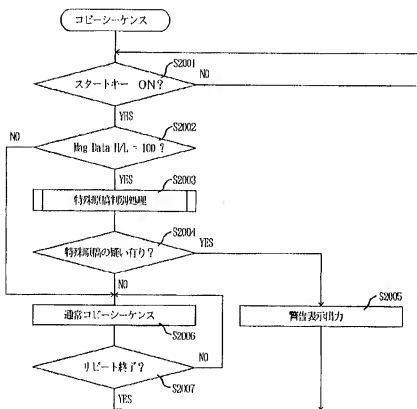 コピーシーケンス
S2001
スタートキー ON?
NO
YES
S2002
NO
Mag Data H/L = 100 ?
YES
S2003
特殊原稿判別処理
S2004
特殊原稿の疑い有り?
YES
NO
S2005
通常コピーシーケンス
警告表示出力
S2006
NO
リピート終了?
S2007
YES